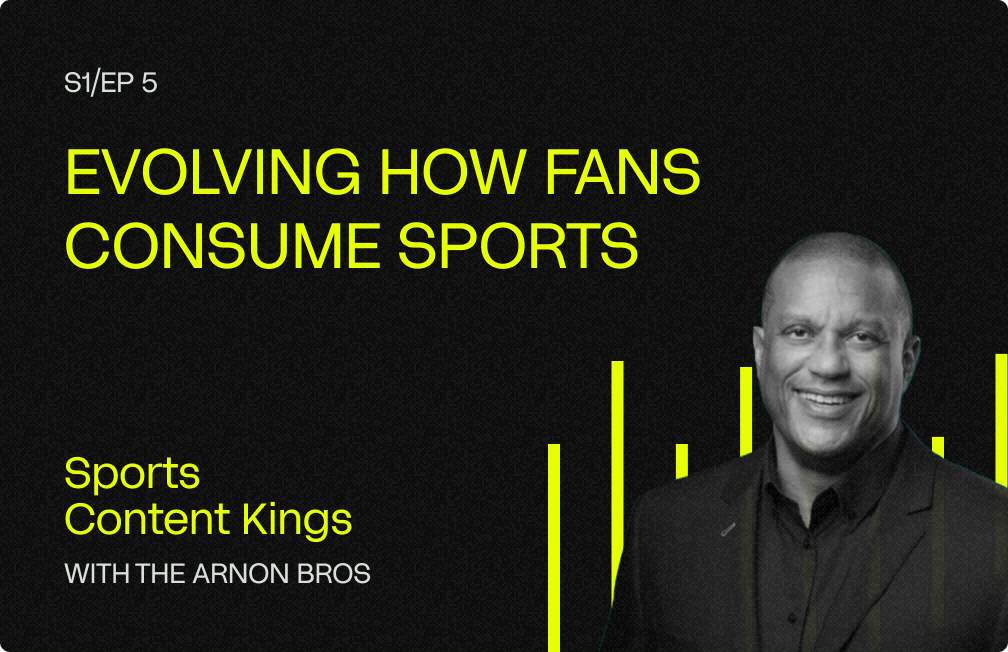 S1/EP 5
EVOLVING HOW FANS
CONSUME SPORTS
Sports
Content Kings
WITH THE ARNON BROS